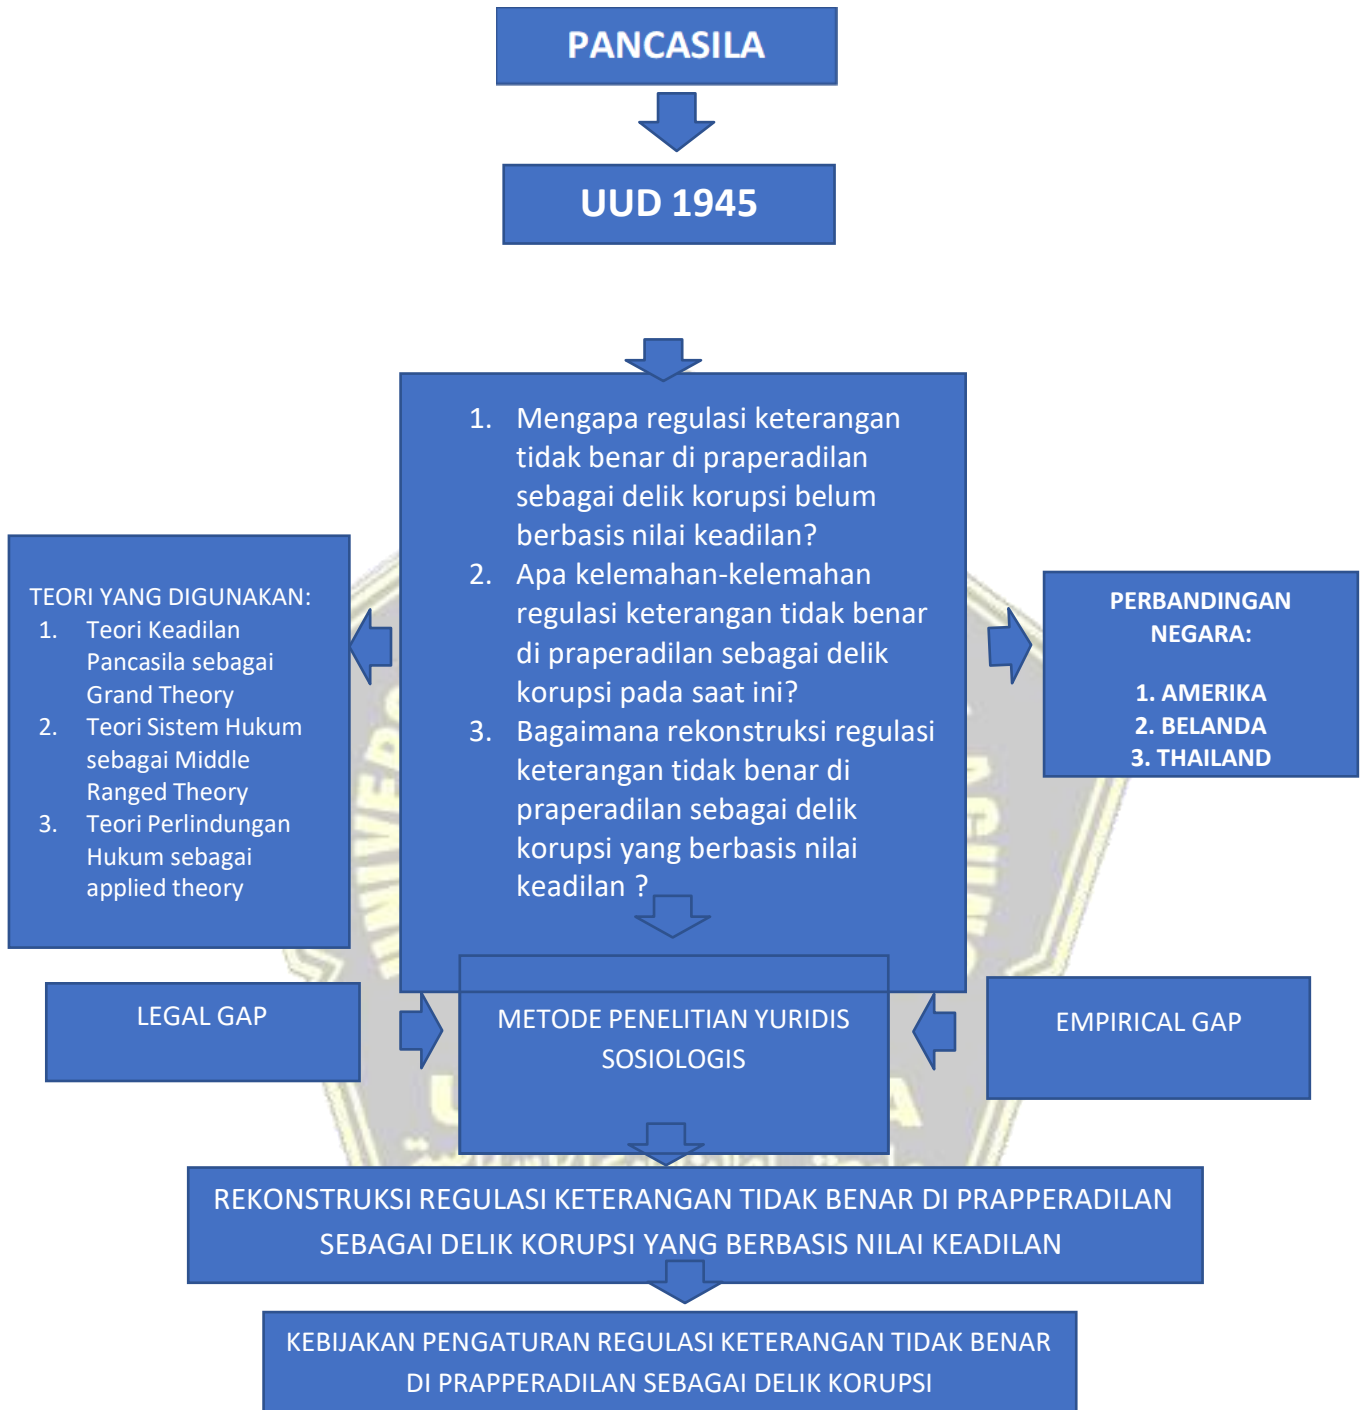 PANCASILA
UUD 1945
1. Mengapa regulasi keterangan
tidak benar di praperadilan
sebagai delik korupsi belum
berbasis nilai keadilan?
2. Apa kelemahan-kelemahan
regulasi keterangan tidak benar
di praperadilan sebagai delik
korupsi pada saat ini?
3. Bagaimana rekonstruksi regulasi
keterangan tidak benar di
praperadilan sebagai delik
korupsi yang berbasis nilai
keadilan ?
TEORI YANG DIGUNAKAN:
1. Teori Keadilan
Pancasila sebagai
Grand Theory
2. Teori Sistem Hukum
sebagai Middle
Ranged Theory
3. Teori Perlindungan
Hukum sebagai
applied theory
PERBANDINGAN
NEGARA:
1. AMERIKA
2. BELANDA
3. THAILAND
LEGAL GAP
METODE PENELITIAN YURIDIS
SOSIOLOGIS
EMPIRICAL GAP
REKONSTRUKSI REGULASI KETERANGAN TIDAK BENAR DI PRAPPERADILAN
SEBAGAI DELIK KORUPSI YANG BERBASIS NILAI KEADILAN
KEBIJAKAN PENGATURAN REGULASI KETERANGAN TIDAK BENAR
DI PRAPPERADILAN SEBAGAI DELIK KORUPSI